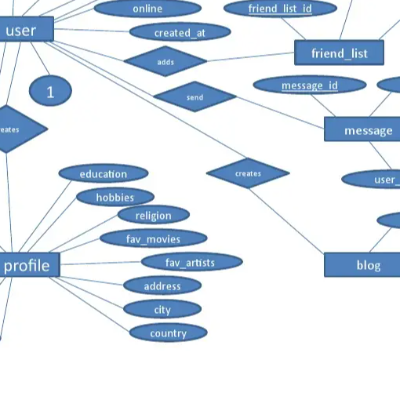 online
friend_list_id
user
created_at
friend_list
adds
message_id
1
send
message
eates
creates
education
user_
hobbies
religion
fav_movies
profile
fav_artists
blog
address
city
country